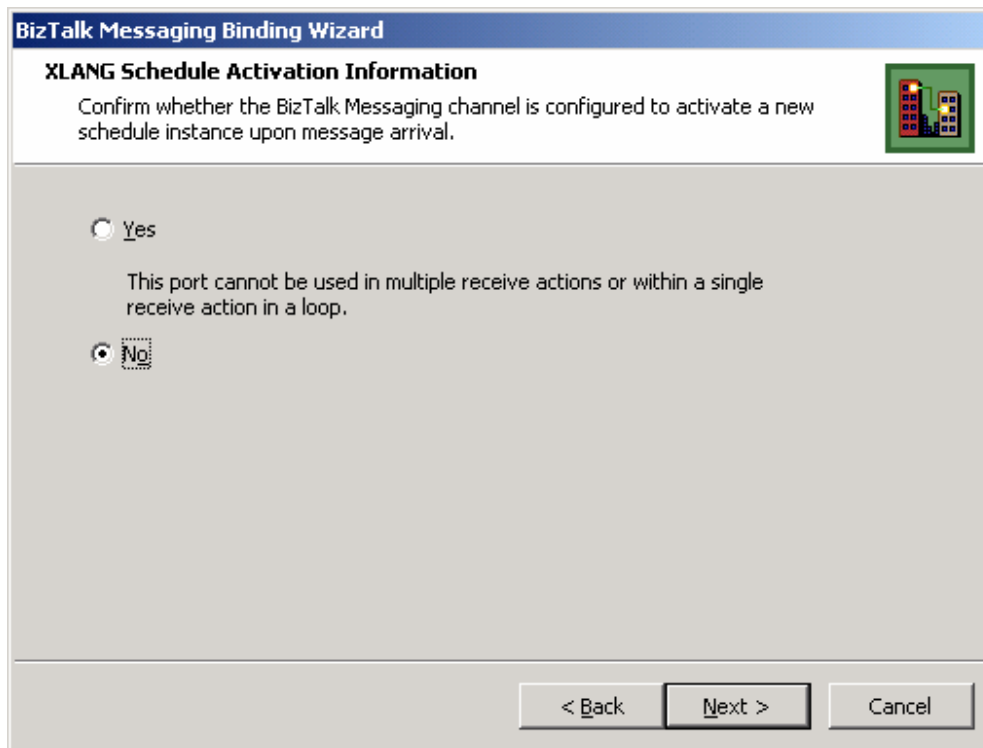 BizTalk Messaging Binding Wizard
XLANG Schedule Activation Information
Confirm whether the BizTalk Messaging channel is configured to activate a new
schedule instance upon message arrival.
Yes
This port cannot be used in multiple receive actions or within a single
receive action in a loop.
No
< Back
Next >
Cancel